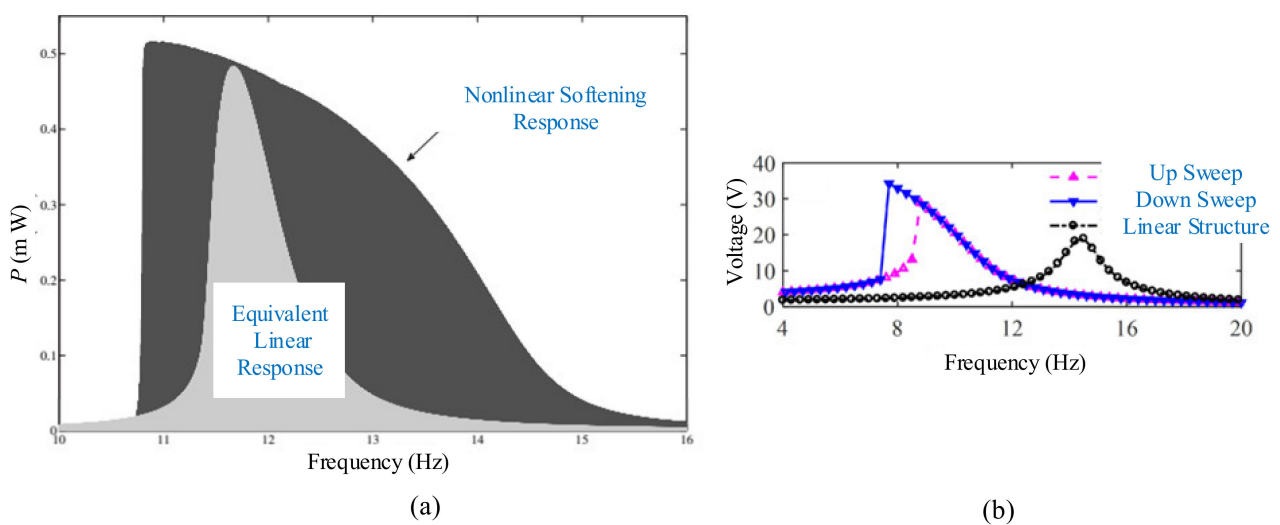 0.5
0.4
0.3
0.2
0.1
0
P (m W)
Nonlinear Softening
Response
Equivalent
Linear
Response
10 11 12 13 14 15 16
Frequency (Hz)
(a)
40
30
20
10
0
Voltage (V)
Up Sweep
Down Sweep
Linear Structure
4 8 12 16 20
Frequency (Hz)
(b)